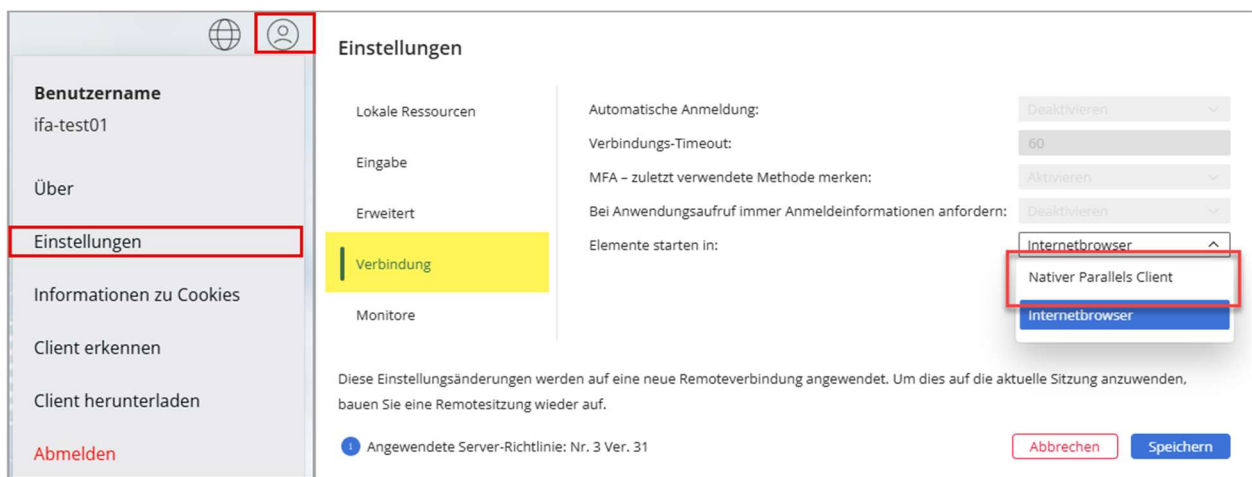 Benutzername
ifa-test01
Über
Einstellungen
Informationen zu Cookies
Client erkennen
Client herunterladen
Abmelden
Einstellungen
Lokale Ressourcen
Eingabe
Erweitert
Verbindung
Monitore
Automatische Anmeldung:
Deaktivieren
Verbindungs-Timeout:
60
MFA – zuletzt verwendete Methode merken:
Aktivieren
Bei Anwendungsaufruf immer Anmeldeinformationen anfordern:
Deaktivieren
Elemente starten in:
Internetbrowser
Nativer Parallels Client
Internetbrowser
Diese Einstellungsänderungen werden auf eine neue Remoteverbindung angewendet. Um dies auf die aktuelle Sitzung anzuwenden,
bauen Sie eine Remotesitzung wieder auf.
Angewendete Server-Richtlinie: Nr. 3 Ver. 31
Abbrechen
Speichern